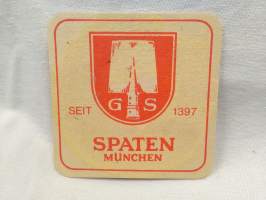 G S
SEIT 1397
SPATEN
MÜNCHEN